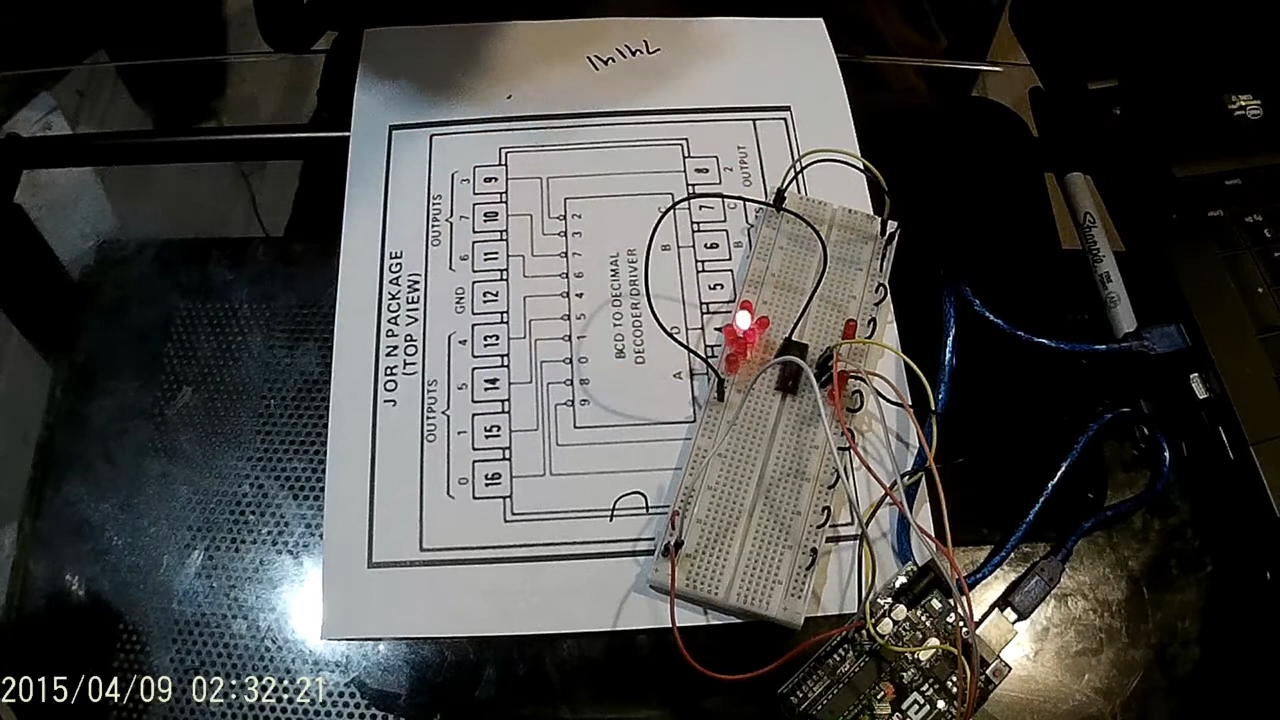 74141
J OR N PACKAGE
(TOP VIEW)
OUTPUTS
OUTPUTS
0 1 5 4 GND 6 7 3
16 15 14 13 12 11 10 9
9 8 0 1 5 4 6 7 3 2
BCD TO DECIMAL
DECODER/DRIVER
A D B C
5 6 7 8
B C 2
OUTPUT
Sharpie
2015/04/09 02:32:21